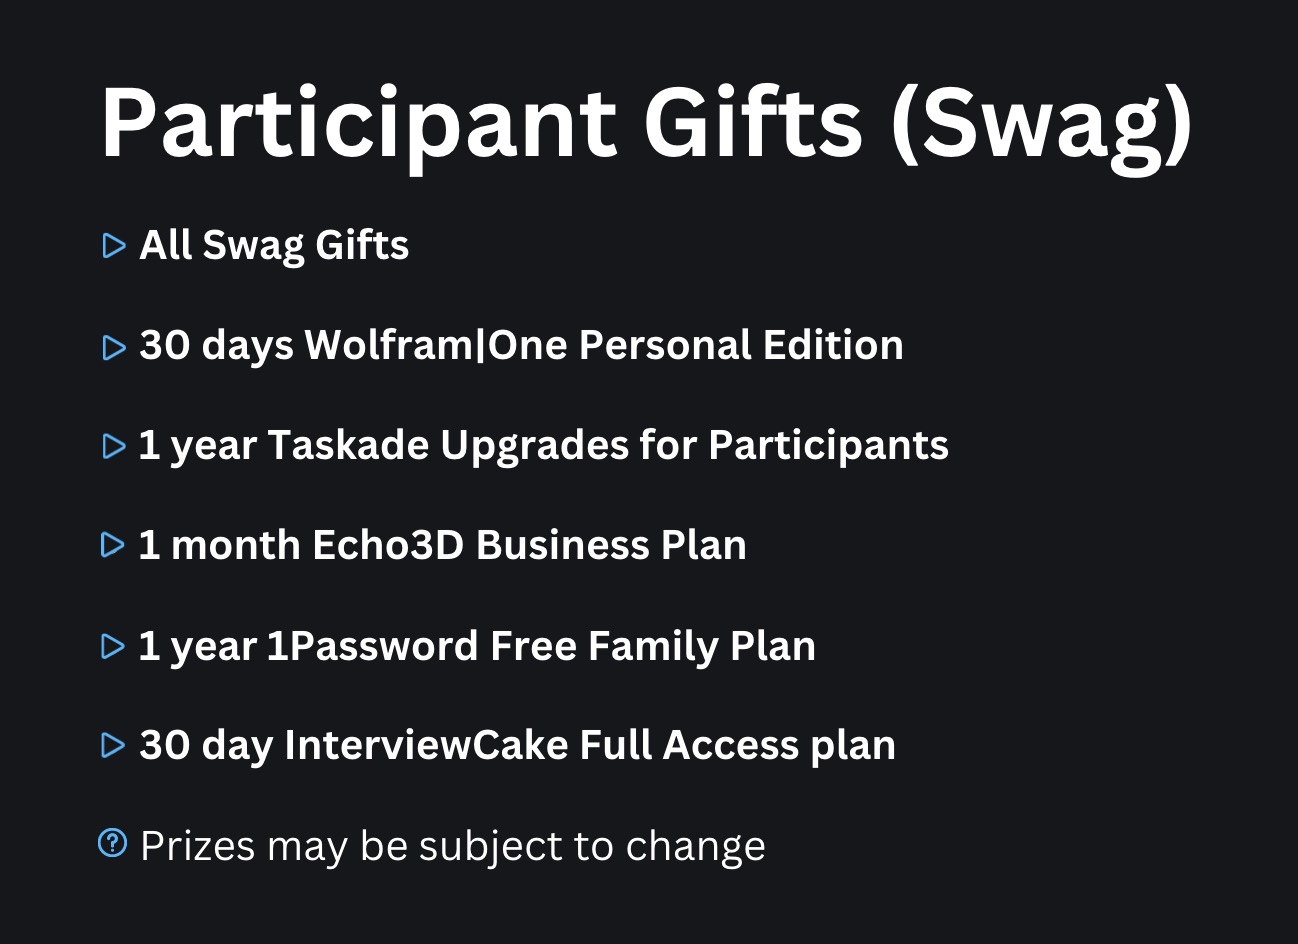 Participant Gifts (Swag)
All Swag Gifts
30 days Wolfram|One Personal Edition
1 year Taskade Upgrades for Participants
1 month Echo3D Business Plan
1 year 1Password Free Family Plan
30 day InterviewCake Full Access plan
Prizes may be subject to change